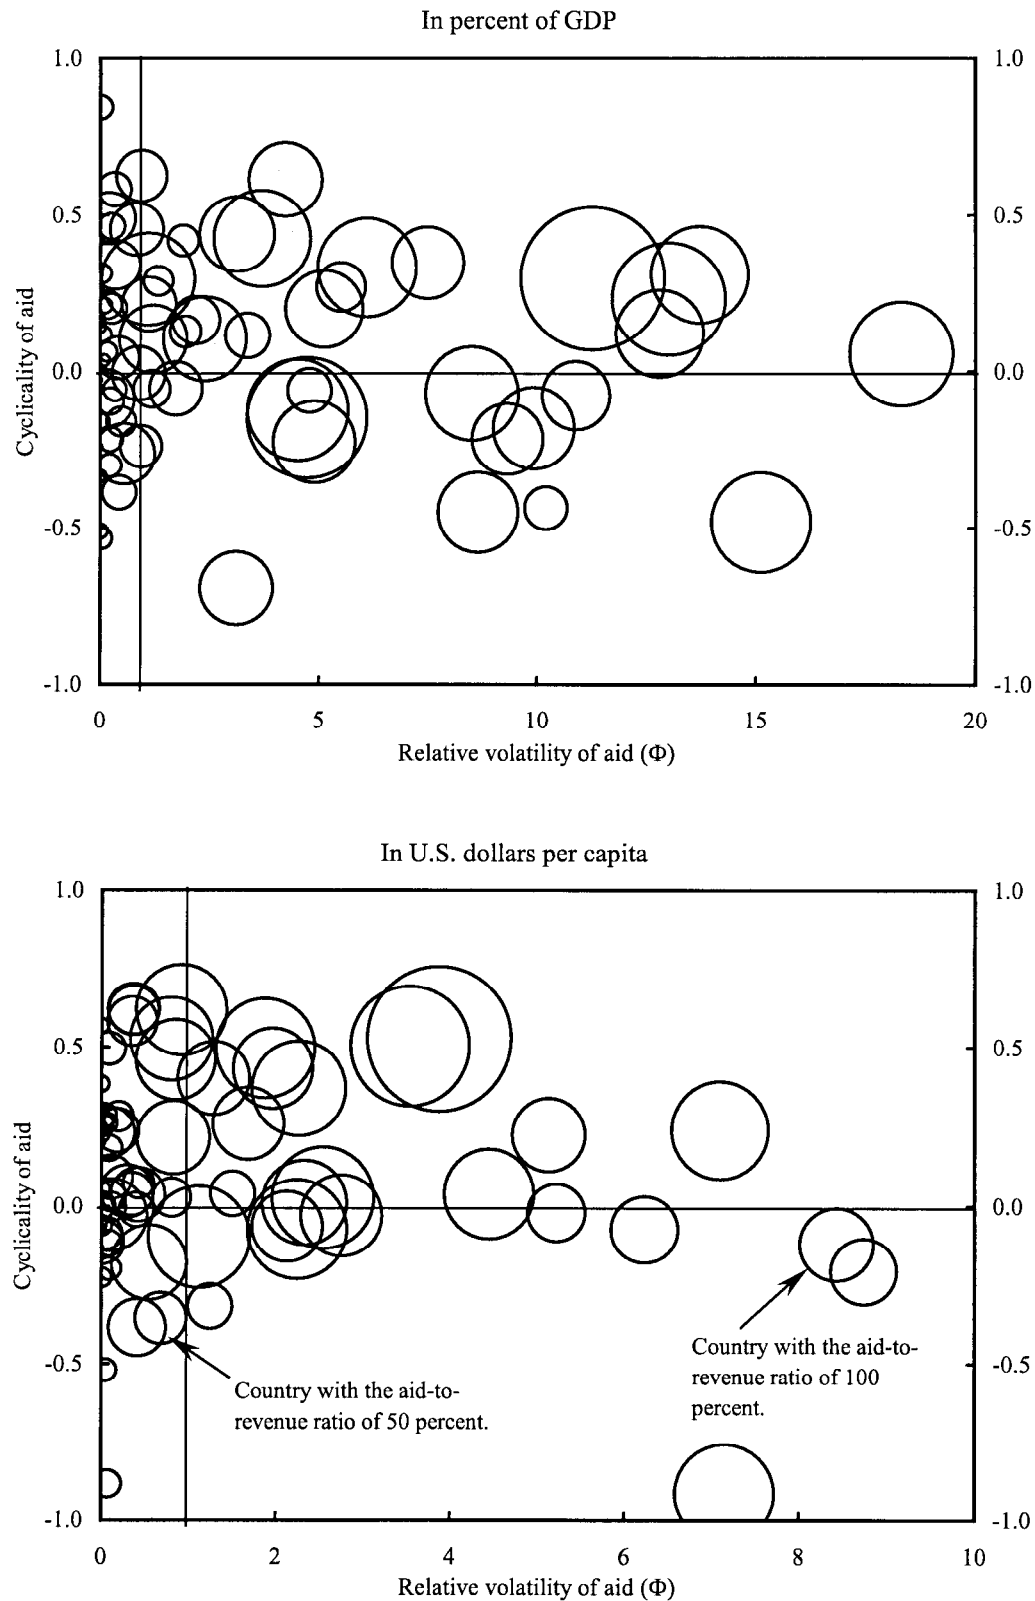 In percent of GDP
1.0 1.0
0.5 0.5
0.0 0.0
-0.5 -0.5
-1.0 -1.0
Cyclicality of aid
0 5 10 15 20
Relative volatility of aid (Φ)
In U.S. dollars per capita
1.0 1.0
0.5 0.5
0.0 0.0
-0.5 -0.5
-1.0 -1.0
Cyclicality of aid
Country with the aid-to-
revenue ratio of 50 percent.
Country with the aid-to-
revenue ratio of 100
percent.
0 2 4 6 8 10
Relative volatility of aid (Φ)